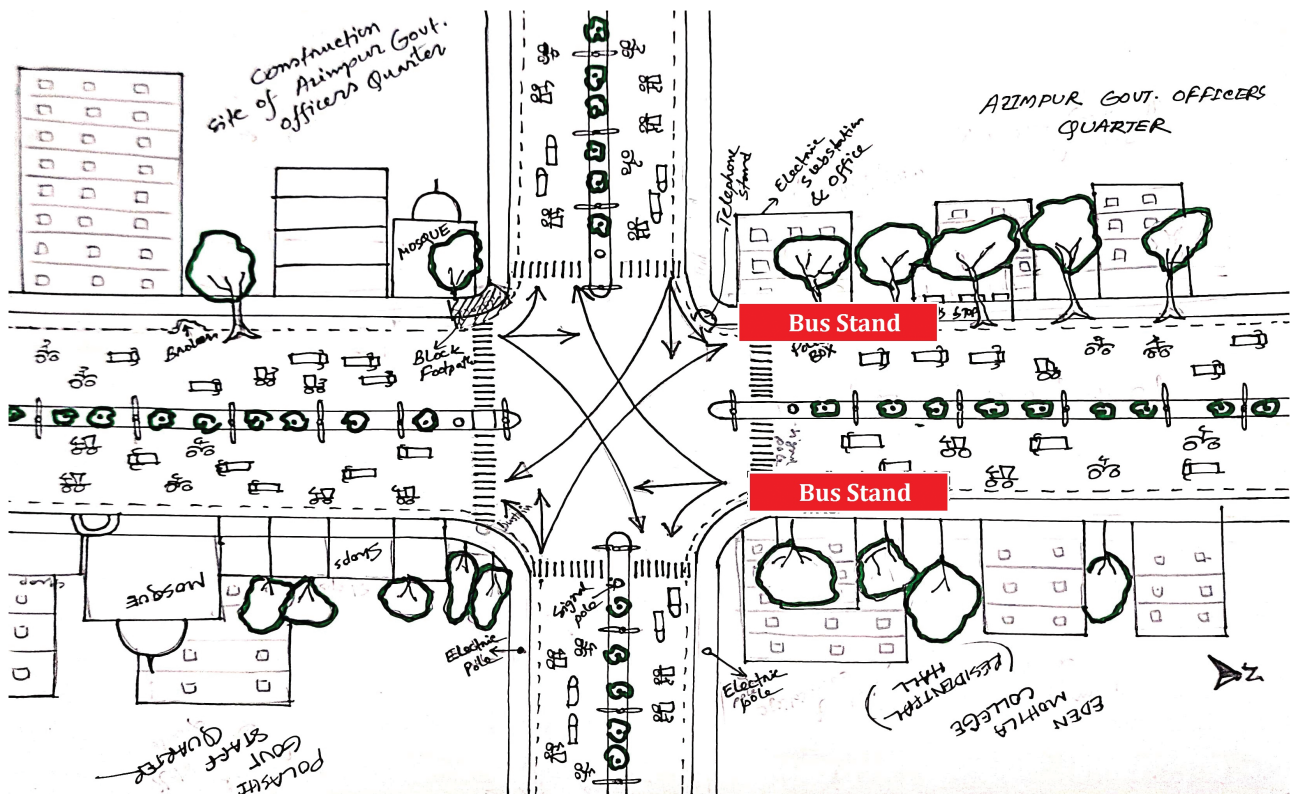 Construction
site of Azimpur Govt.
officers Quarter
AZIMPUR GOVT. OFFICERS
QUARTER
Telephone
stand
Electric
substation
& office
MOSQUE
Bus Stand
Block
Footpath
BOX
Bus Stand
Dustbin
MOSQUE
Shops
Signal
pole
Electric
Pole
Electric
pole
EDEN
MOHILA
COLLEGE
(RESIDENTIAL
HALL)
POLASHI
GOVT
STAFF
QUARTER
N